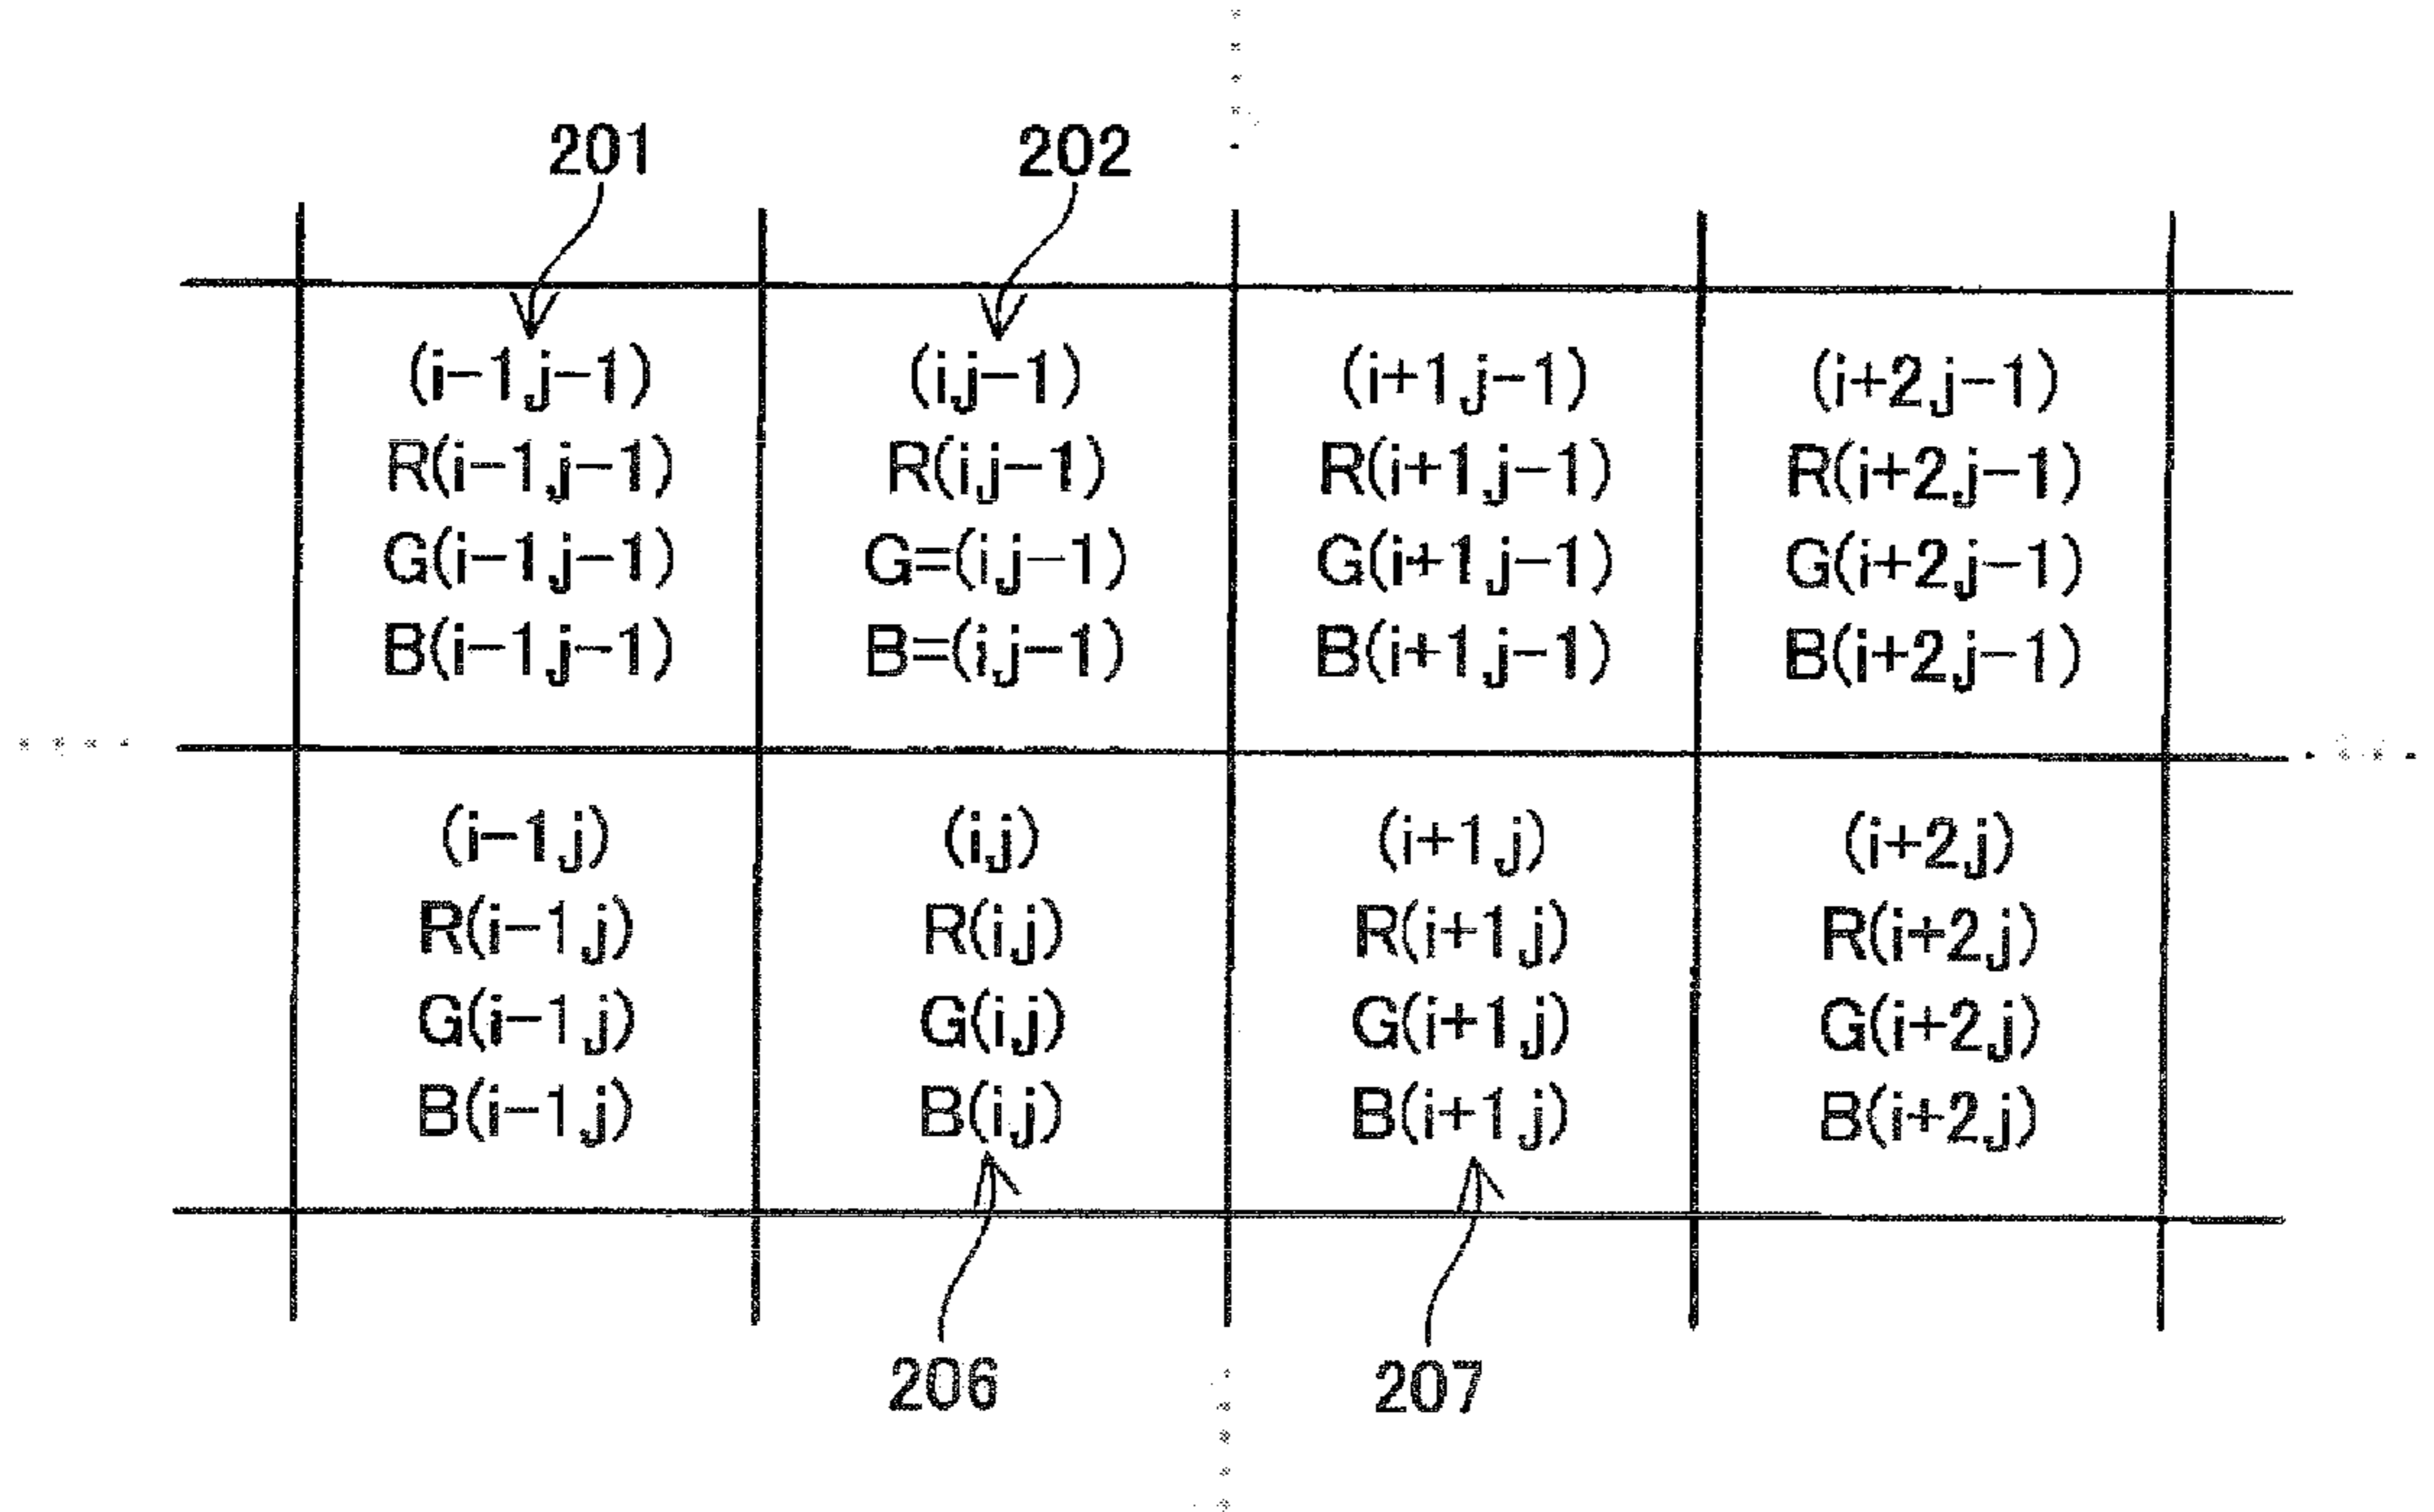 201 202
(i-1,j-1) (i,j-1) (i+1,j-1) (i+2,j-1)
R(i-1,j-1) R(i,j-1) R(i+1,j-1) R(i+2,j-1)
G(i-1,j-1) G=(i,j-1) G(i+1,j-1) G(i+2,j-1)
B(i-1,j-1) B=(i,j-1) B(i+1,j-1) B(i+2,j-1)
(i-1,j) (i,j) (i+1,j) (i+2,j)
R(i-1,j) R(i,j) R(i+1,j) R(i+2,j)
G(i-1,j) G(i,j) G(i+1,j) G(i+2,j)
B(i-1,j) B(i,j) B(i+1,j) B(i+2,j)
206 207